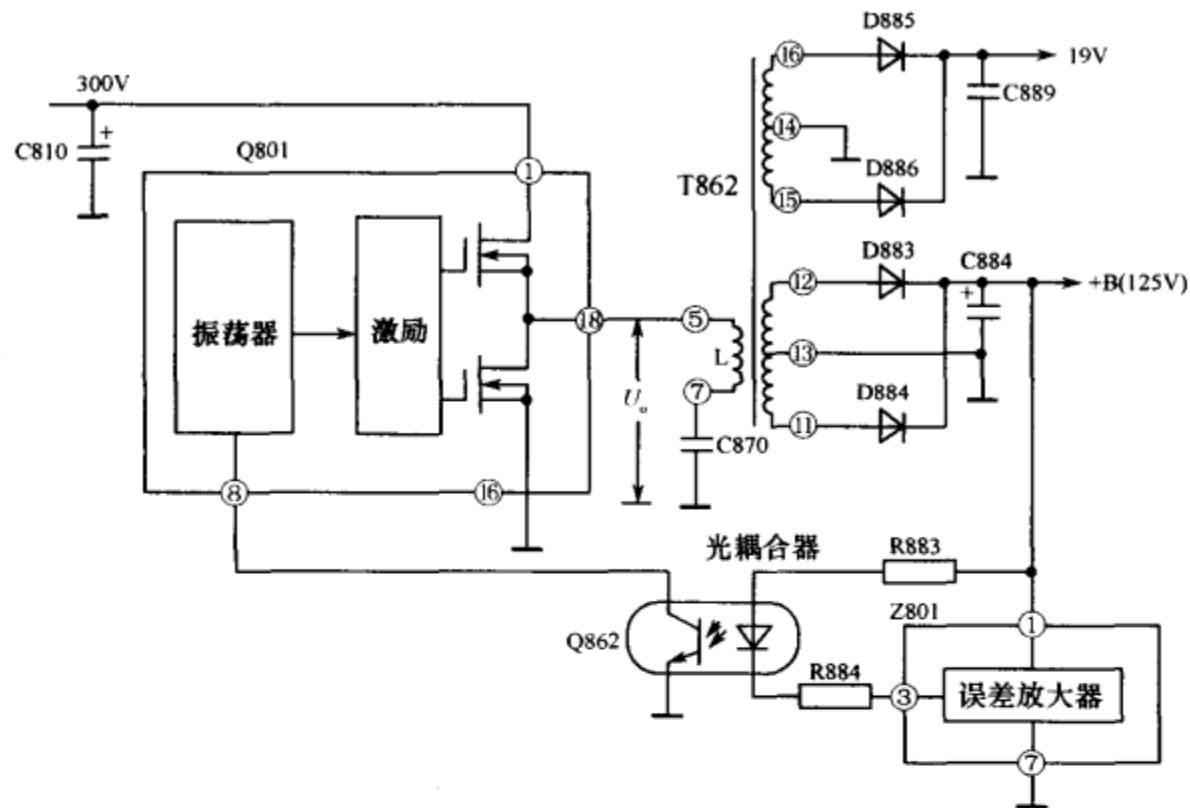 D885
⑯
19V
300V
C889
+
C810
Q801
①
⑭
T862
D886
⑮
D883
C884
⑫
+
+B(125V)
振荡器
激励
⑱
⑤
L
⑬
Uo
⑦
D884
C870
⑪
⑧
⑯
光耦合器
R883
Z801
①
Q862
R884
③
误差放大器
⑦